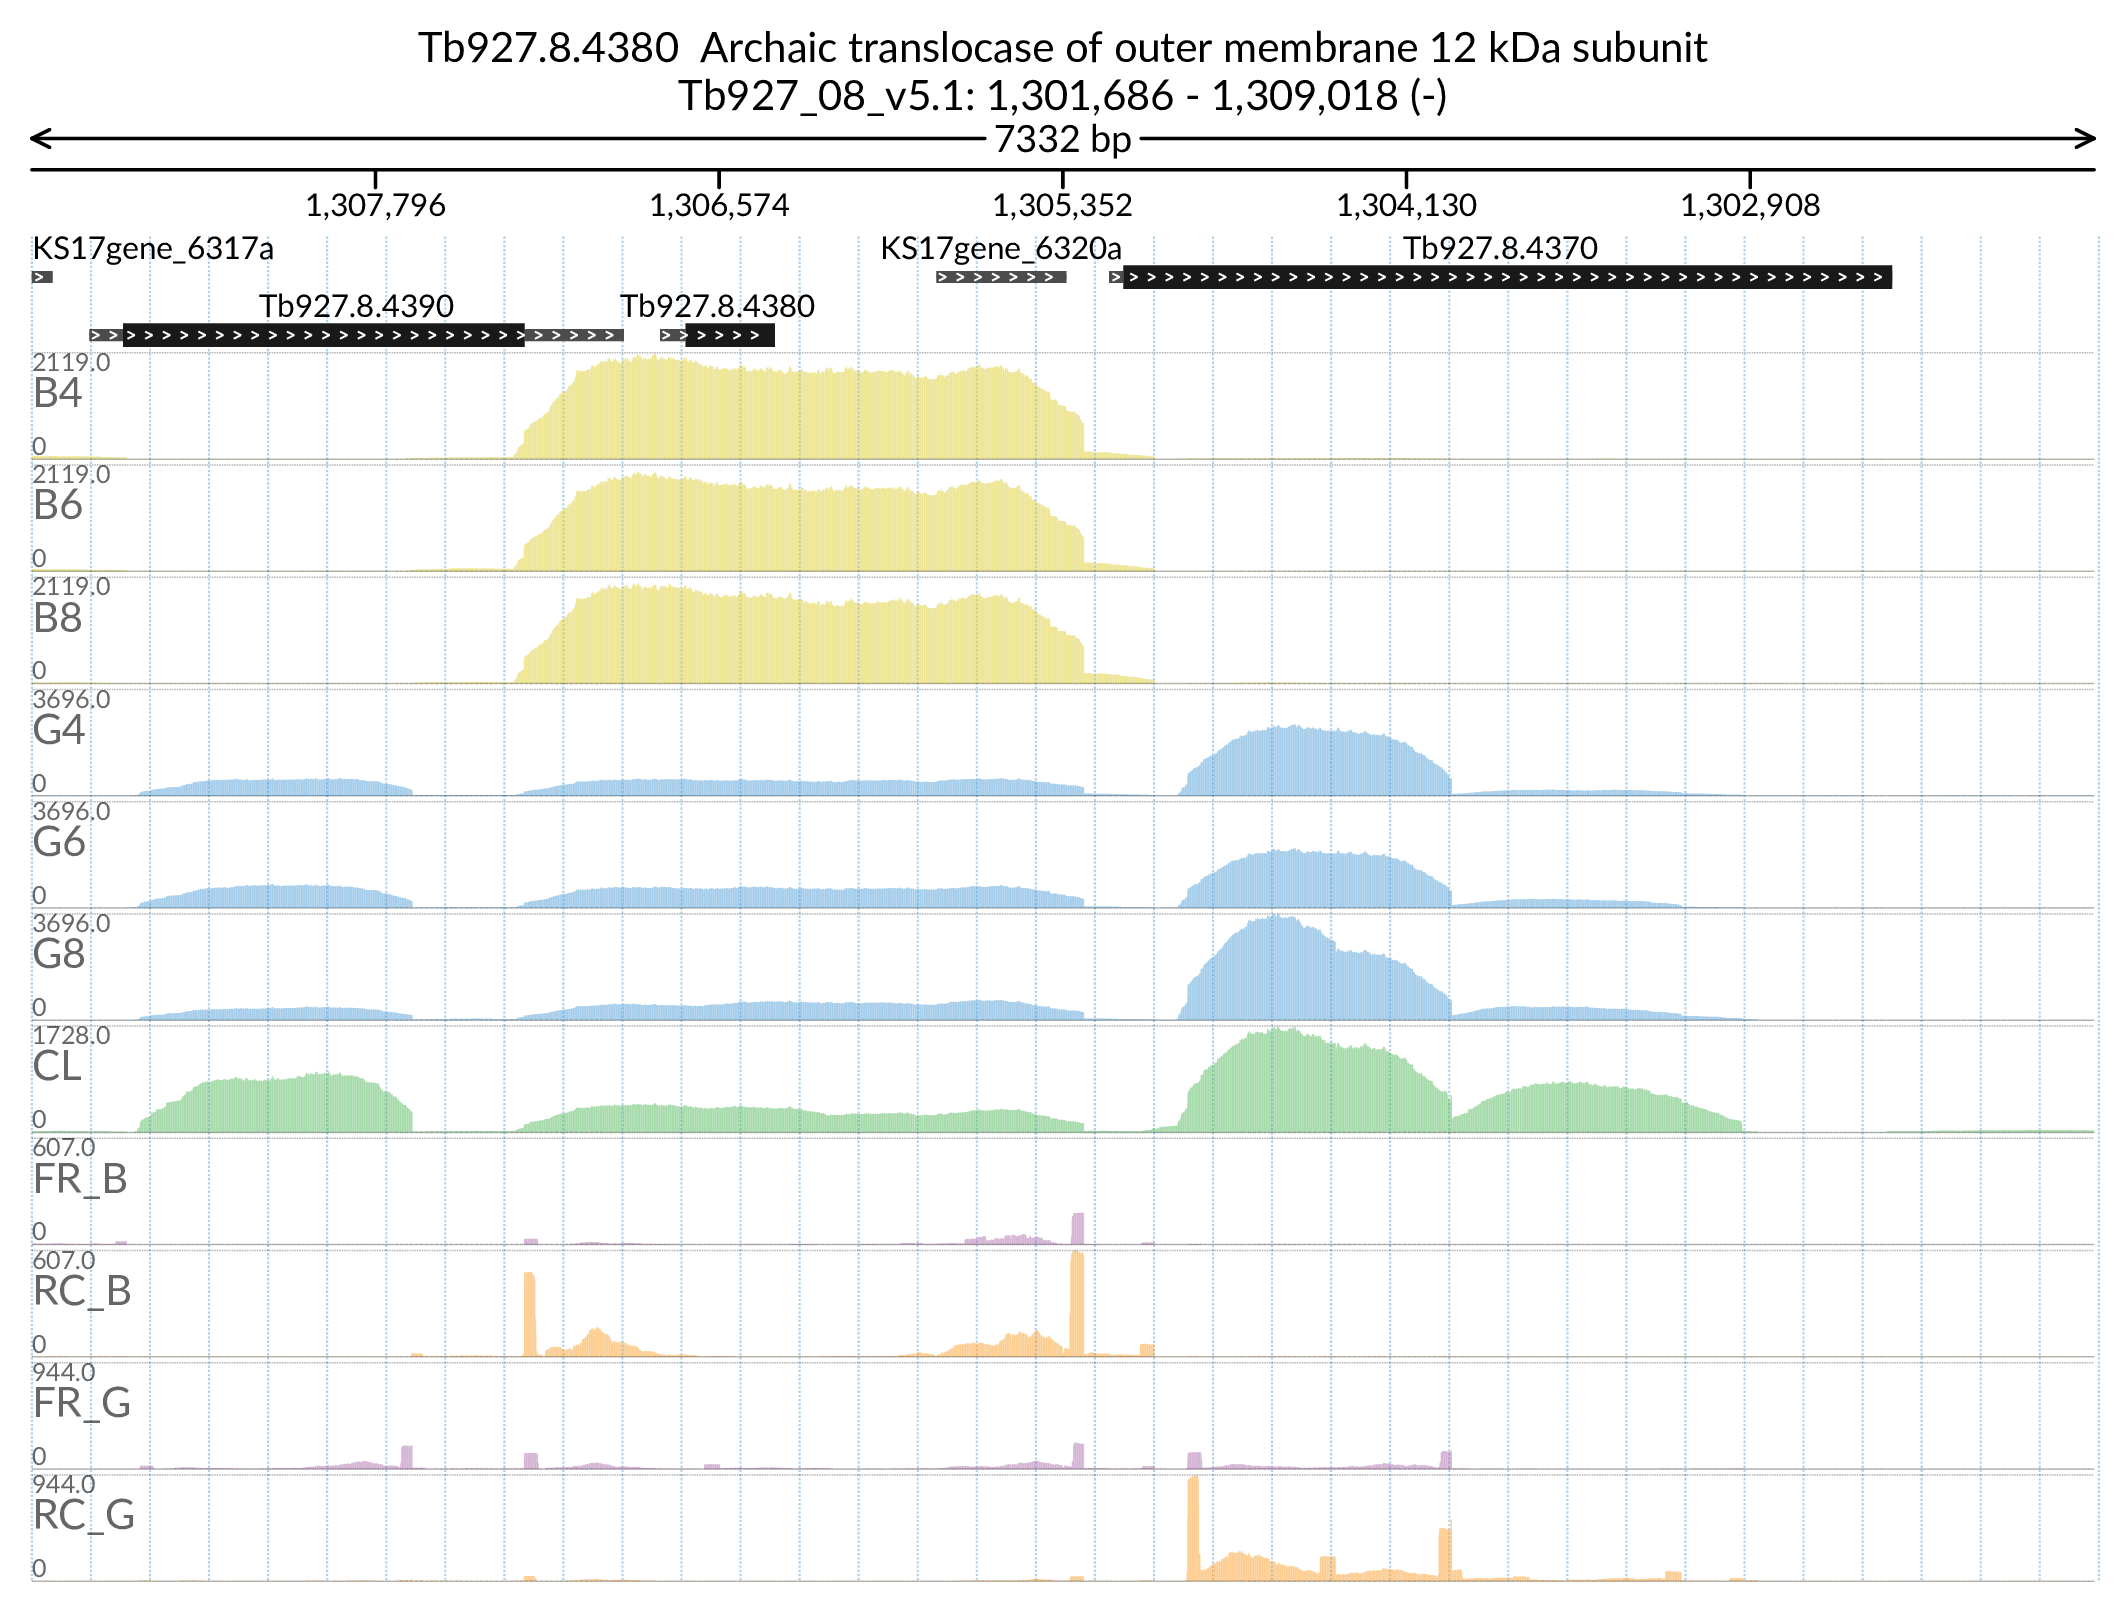 Tb927.8.4380 Archaic translocase of outer membrane 12 kDa subunit
Tb927_08_v5.1: 1,301,686 - 1,309,018 (-)
7332 bp
1,307,796 1,306,574 1,305,352 1,304,130 1,302,908
KS17gene_6317a KS17gene_6320a Tb927.8.4370
Tb927.8.4390 Tb927.8.4380
2119.0
B4
0
2119.0
B6
0
2119.0
B8
0
3696.0
G4
0
3696.0
G6
0
3696.0
G8
0
1728.0
CL
0
607.0
FR_B
0
607.0
RC_B
0
944.0
FR_G
0
944.0
RC_G
0